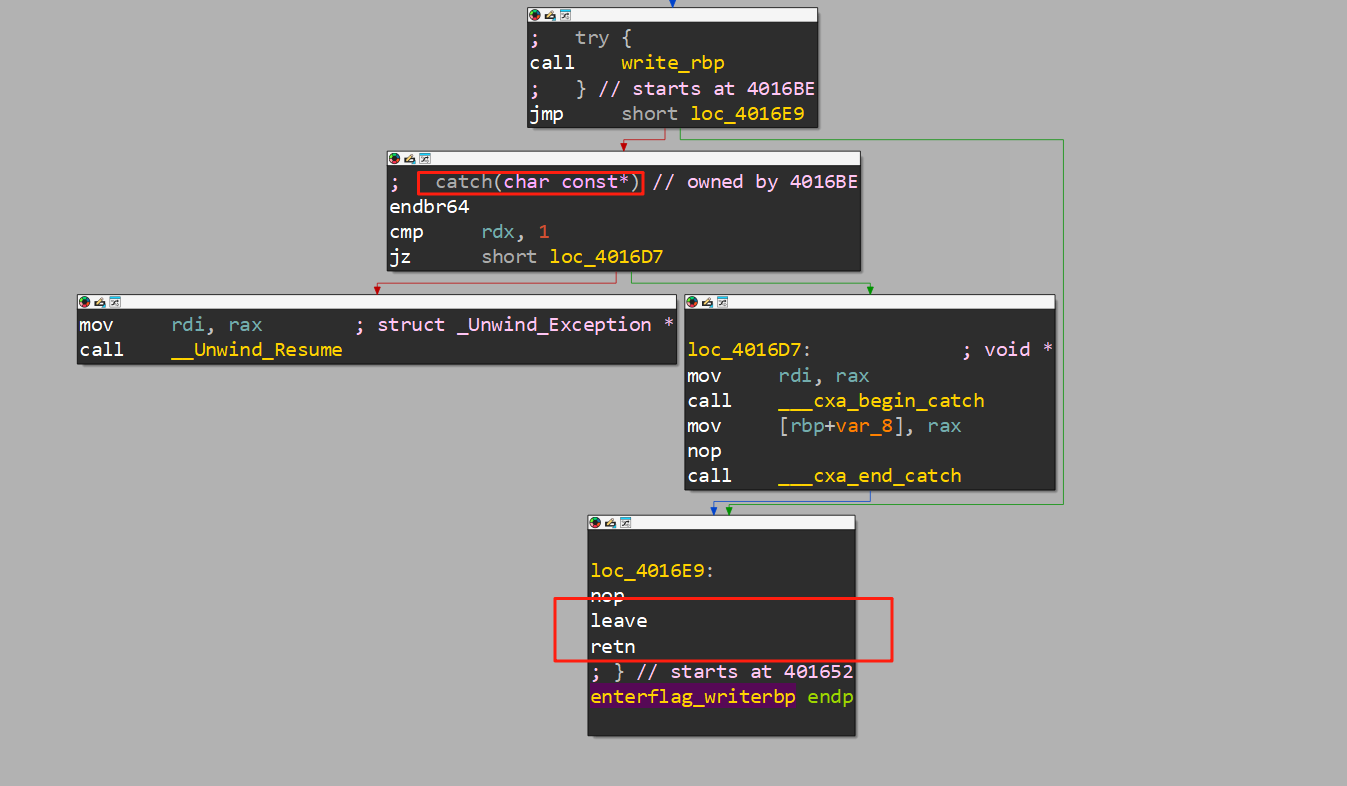 ;   try {
call    write_rbp
;   } // starts at 4016BE
jmp     short loc_4016E9
;   catch(char const*) // owned by 4016BE
endbr64
cmp     rdx, 1
jz      short loc_4016D7
mov     rdi, rax        ; struct _Unwind_Exception *
call    __Unwind_Resume
loc_4016D7:             ; void *
mov     rdi, rax
call    ___cxa_begin_catch
mov     [rbp+var_8], rax
nop
call    ___cxa_end_catch
loc_4016E9:
nop
leave
retn
; } // starts at 401652
enterflag_writerbp endp